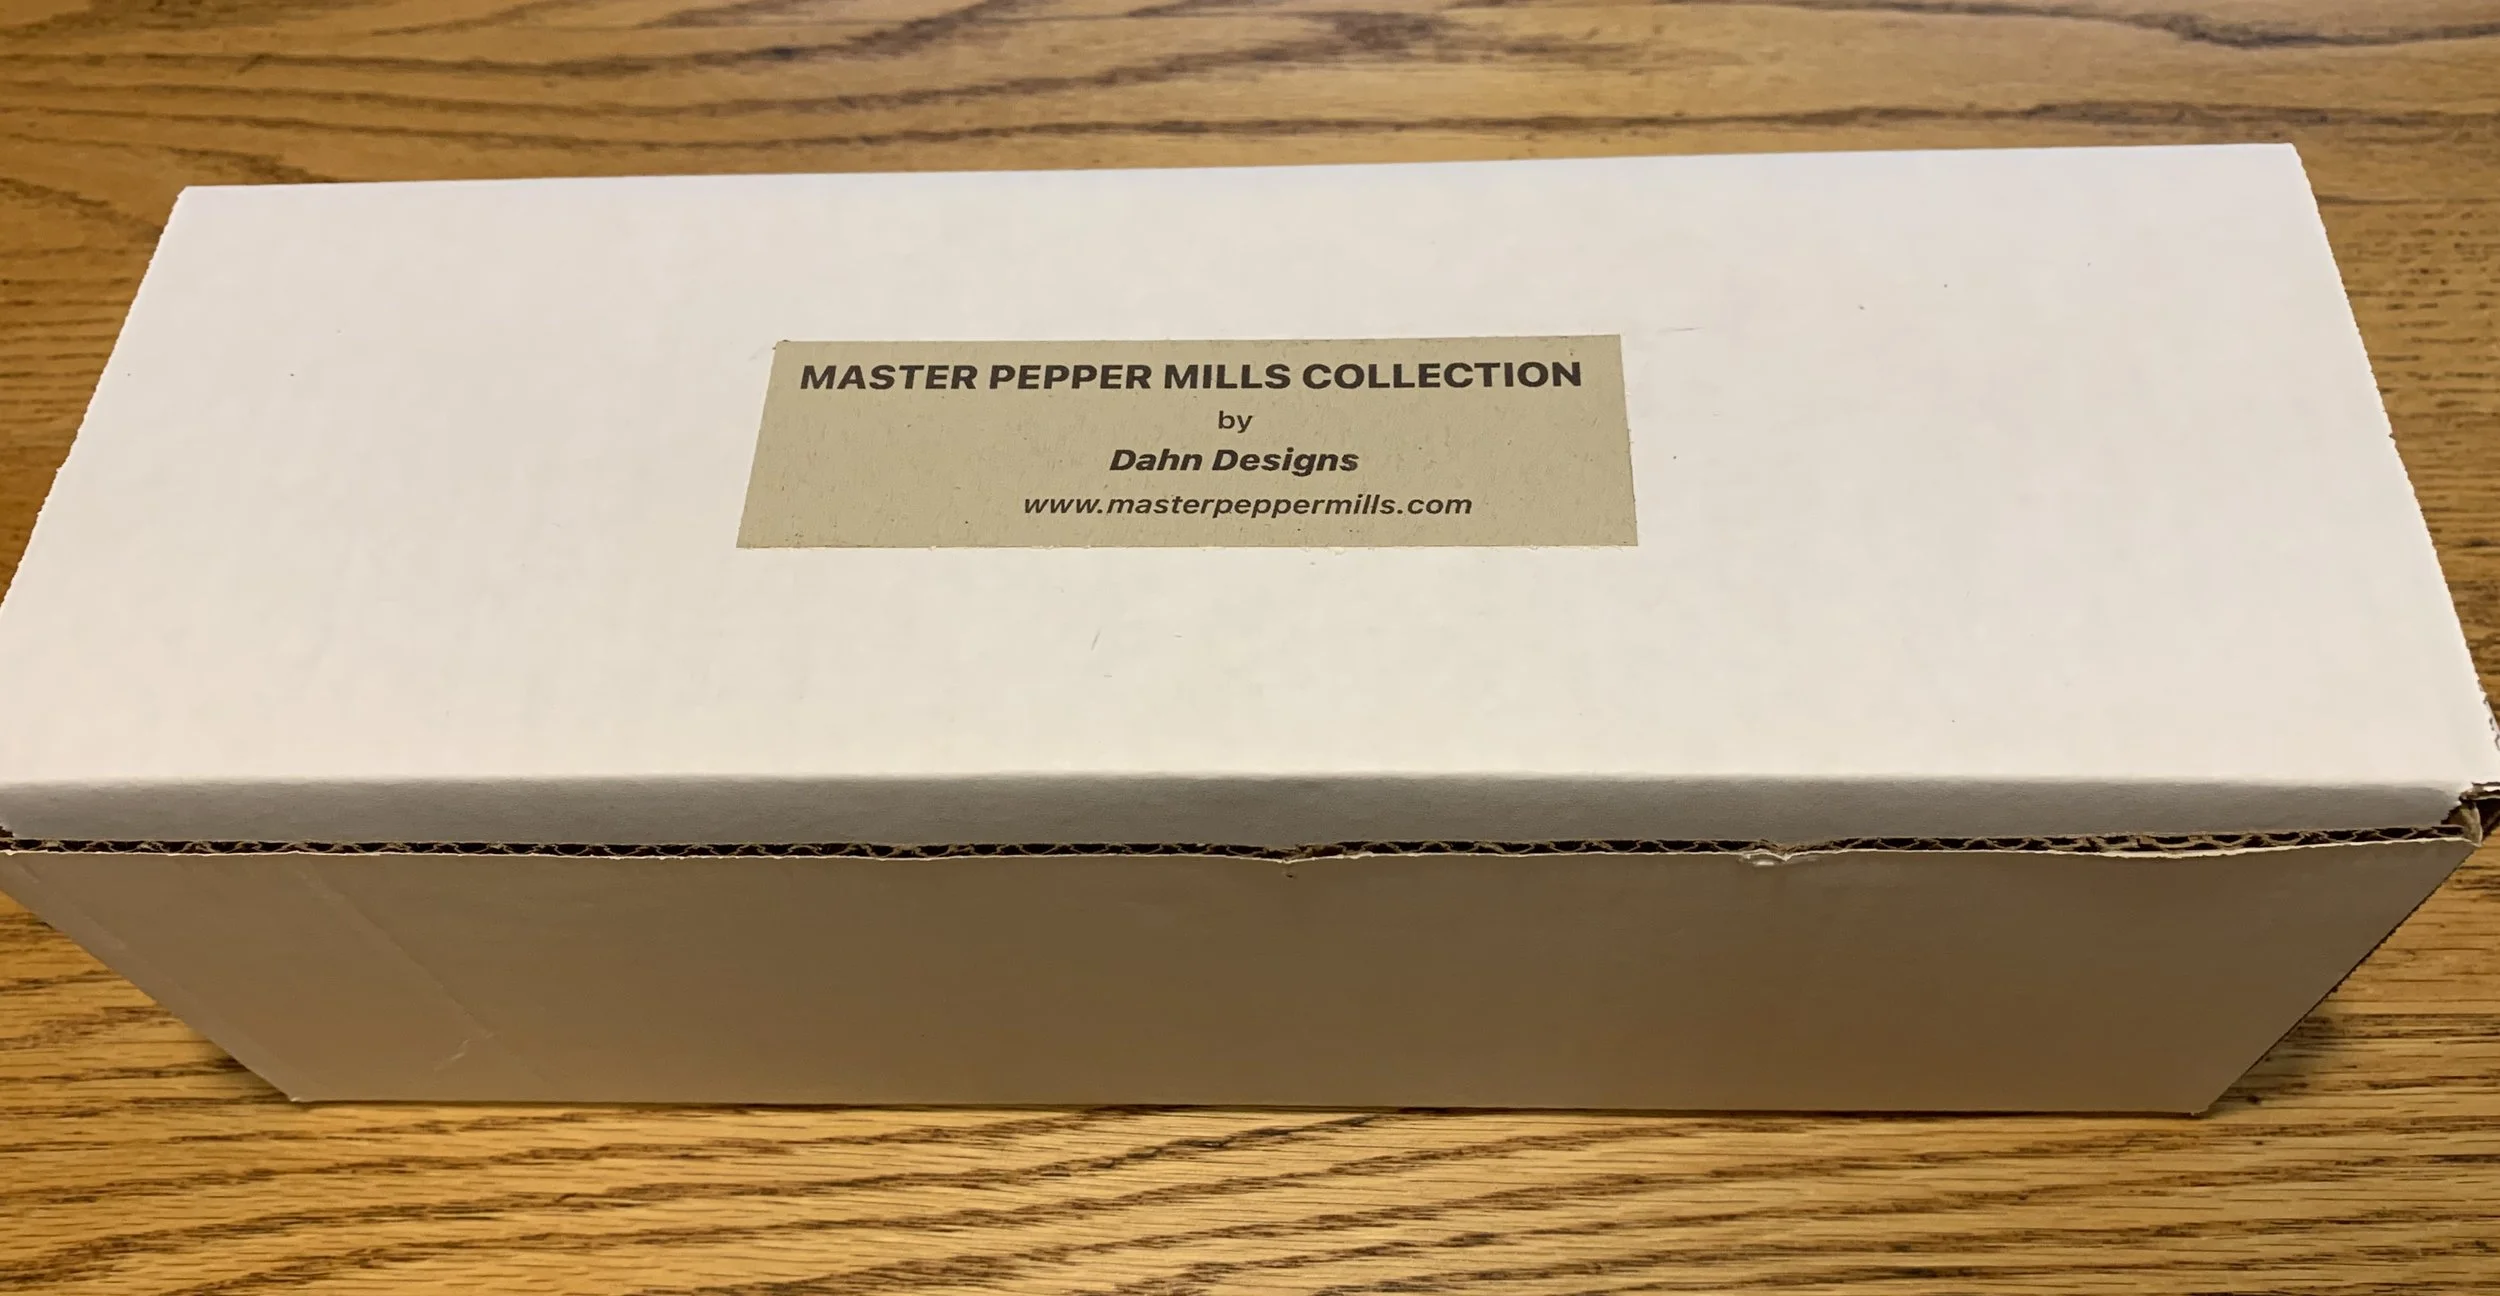 MASTER PEPPER MILLS COLLECTION
by
Dahn Designs
www.masterpeppermills.com